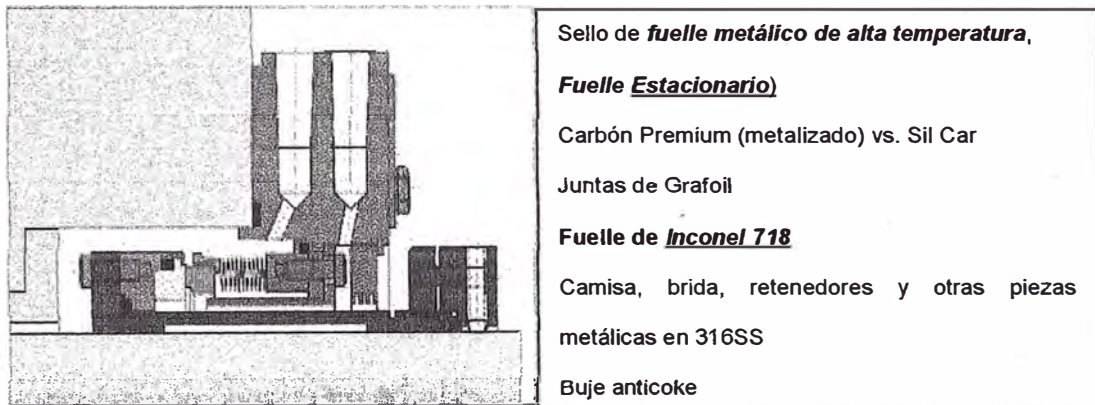 Sello de fuelle metálico de alta temperatura,
Fuelle Estacionario)
Carbón Premium (metalizado) vs. Sil Car
Juntas de Grafoil
Fuelle de Inconel 718
Camisa, brida, retenedores y otras piezas
metálicas en 316SS
Buje anticoke